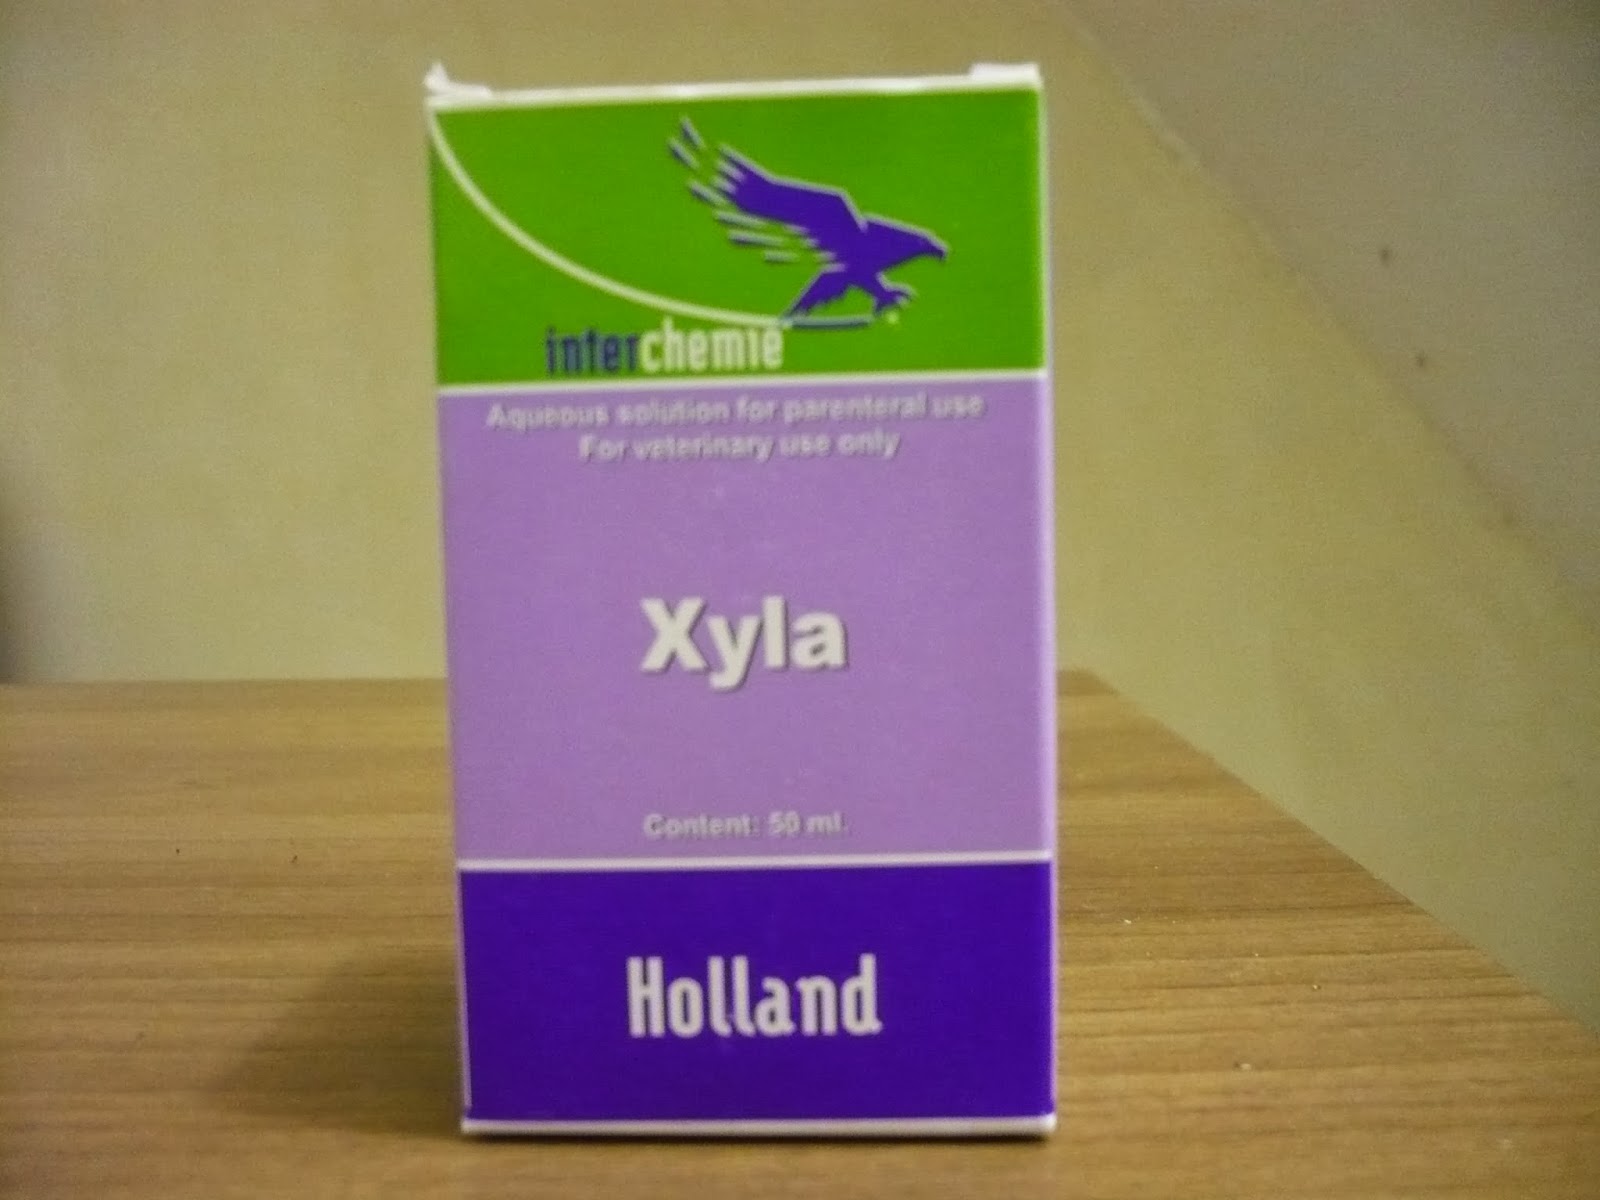 interchemie
Aqueous solution for parenteral use
For veterinary use only
Xyla
Content: 50 ml.
Holland